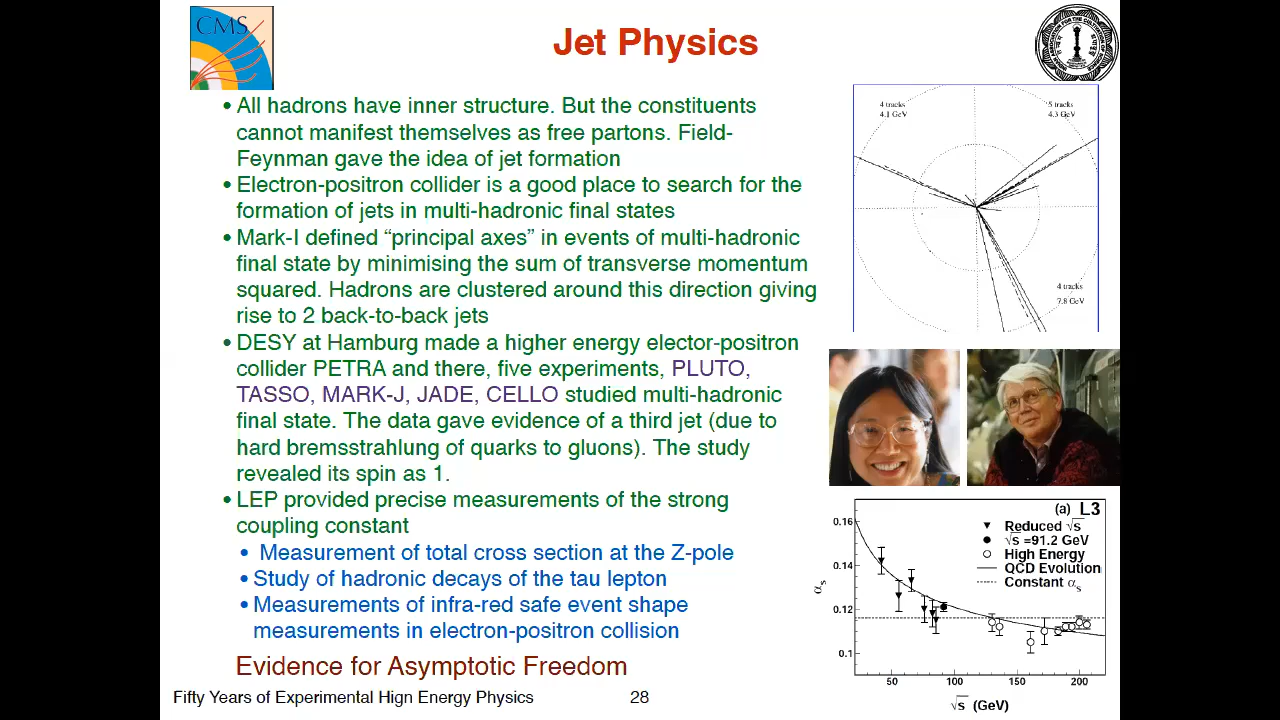 CMS
Jet Physics
• All hadrons have inner structure. But the constituents
cannot manifest themselves as free partons. Field-
Feynman gave the idea of jet formation
• Electron-positron collider is a good place to search for the
formation of jets in multi-hadronic final states
• Mark-I defined “principal axes” in events of multi-hadronic
final state by minimising the sum of transverse momentum
squared. Hadrons are clustered around this direction giving
rise to 2 back-to-back jets
• DESY at Hamburg made a higher energy elector-positron
collider PETRA and there, five experiments, PLUTO,
TASSO, MARK-J, JADE, CELLO studied multi-hadronic
final state. The data gave evidence of a third jet (due to
hard bremsstrahlung of quarks to gluons). The study
revealed its spin as 1.
• LEP provided precise measurements of the strong
coupling constant
• Measurement of total cross section at the Z-pole
• Study of hadronic decays of the tau lepton
• Measurements of infra-red safe event shape
measurements in electron-positron collision
Evidence for Asymptotic Freedom
Fifty Years of Experimental Hign Energy Physics
28
4 tracks
4.1 GeV
5 tracks
4.3 GeV
4 tracks
7.8 GeV
(a) L3
Reduced √s
√s =91.2 GeV
High Energy
QCD Evolution
Constant αs
0.16
0.14
0.12
0.1
αs
50 100 150 200
√s (GeV)